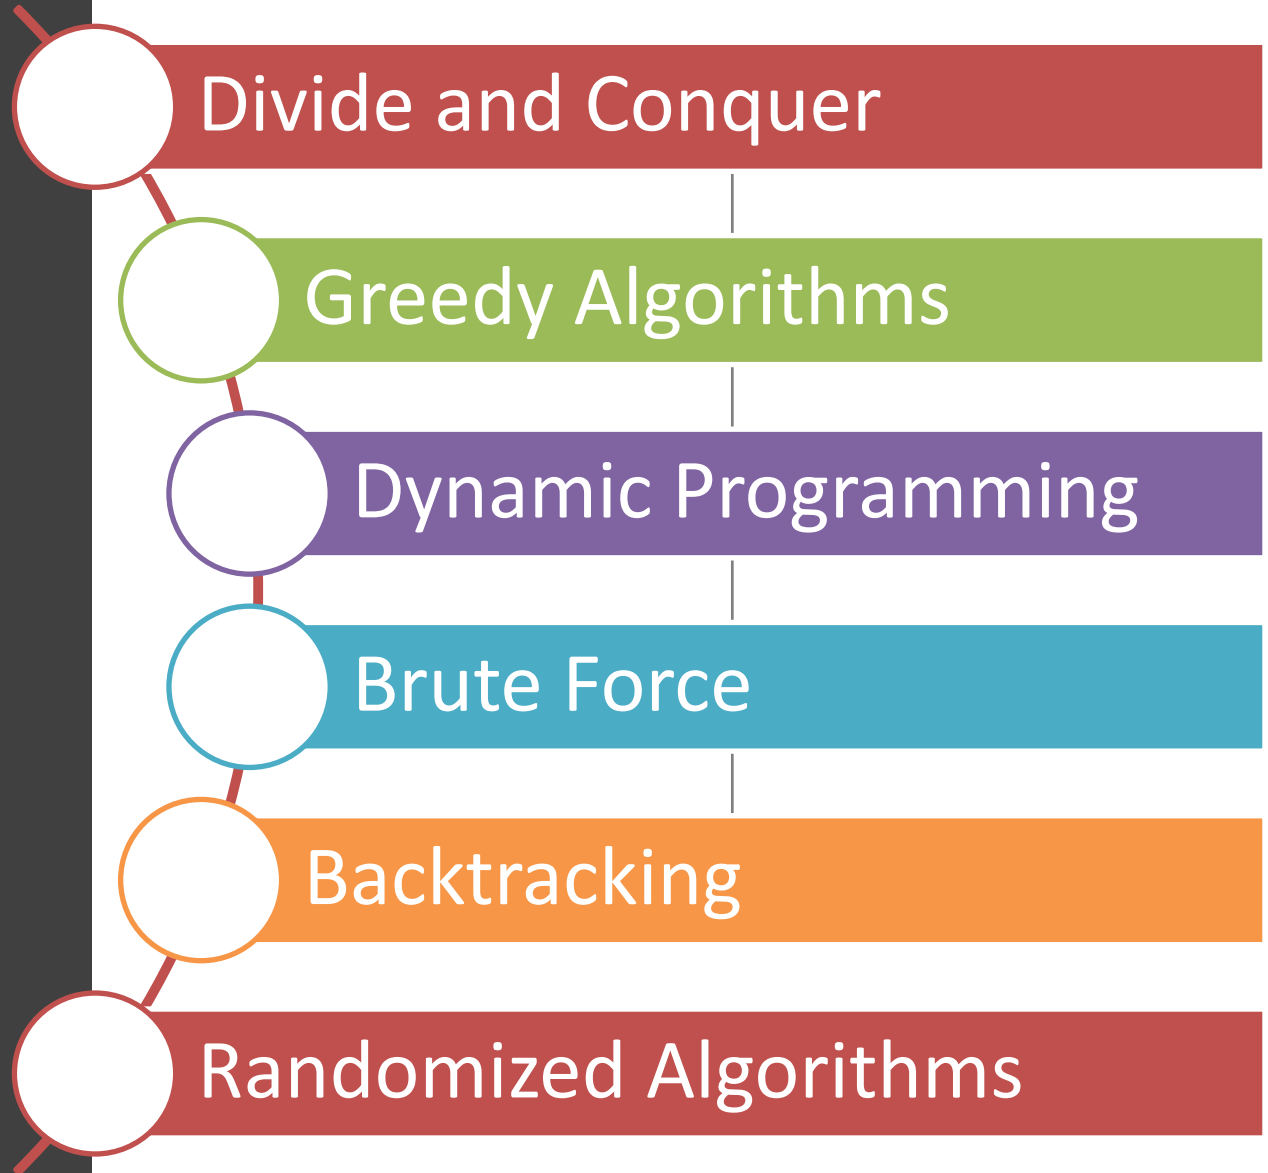 Divide and Conquer
Greedy Algorithms
Dynamic Programming
Brute Force
Backtracking
Randomized Algorithms